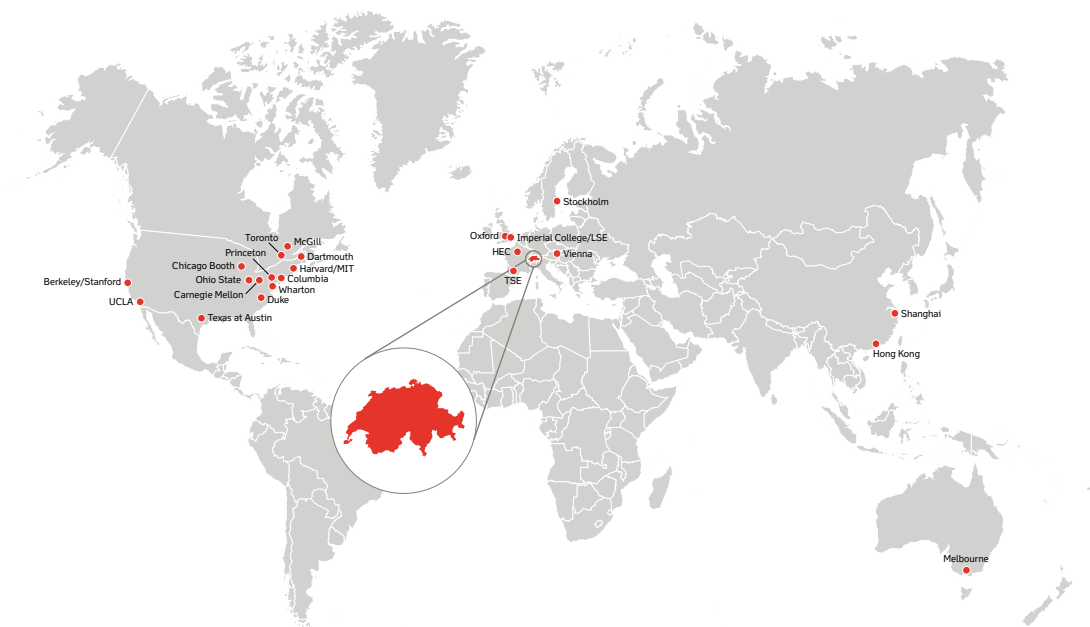 Stockholm
Oxford
Imperial College/LSE
HEC
Vienna
TSE
Toronto
McGill
Princeton
Dartmouth
Chicago Booth
Harvard/MIT
Ohio State
Columbia
Berkeley/Stanford
Carnegie Mellon
Wharton
Duke
UCLA
Texas at Austin
Shanghai
Hong Kong
Melbourne